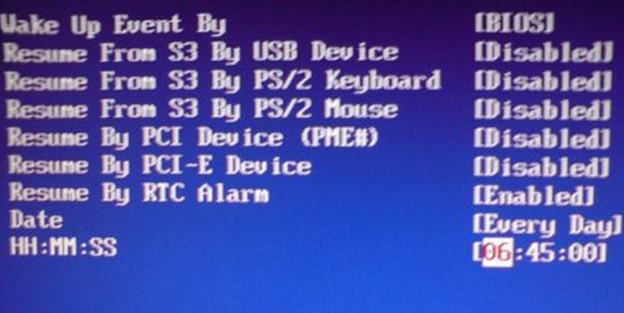 Wake Up Event By [BIOS]
Resume From S3 By USB Device [Disabled]
Resume From S3 By PS/2 Keyboard [Disabled]
Resume From S3 By PS/2 Mouse [Disabled]
Resume By PCI Device (PME#) [Disabled]
Resume By PCI-E Device [Disabled]
Resume By RTC Alarm [Enabled]
Date [Every Day]
HH:MM:SS [06:45:00]